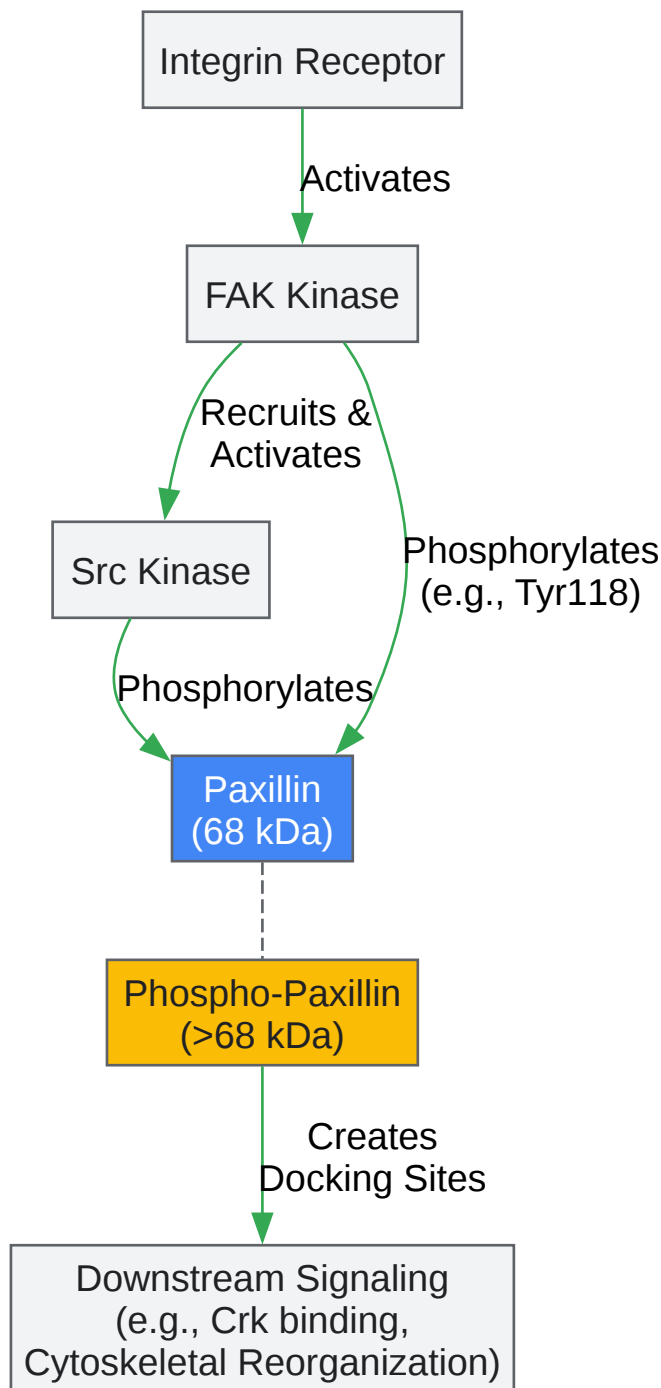 Integrin Receptor
Activates
FAK Kinase
Recruits &
Activates
Src Kinase
Phosphorylates
(e.g., Tyr118)
Phosphorylates
Paxillin
(68 kDa)
Phospho-Paxillin
(>68 kDa)
Creates
Docking Sites
Downstream Signaling
(e.g., Crk binding,
Cytoskeletal Reorganization)